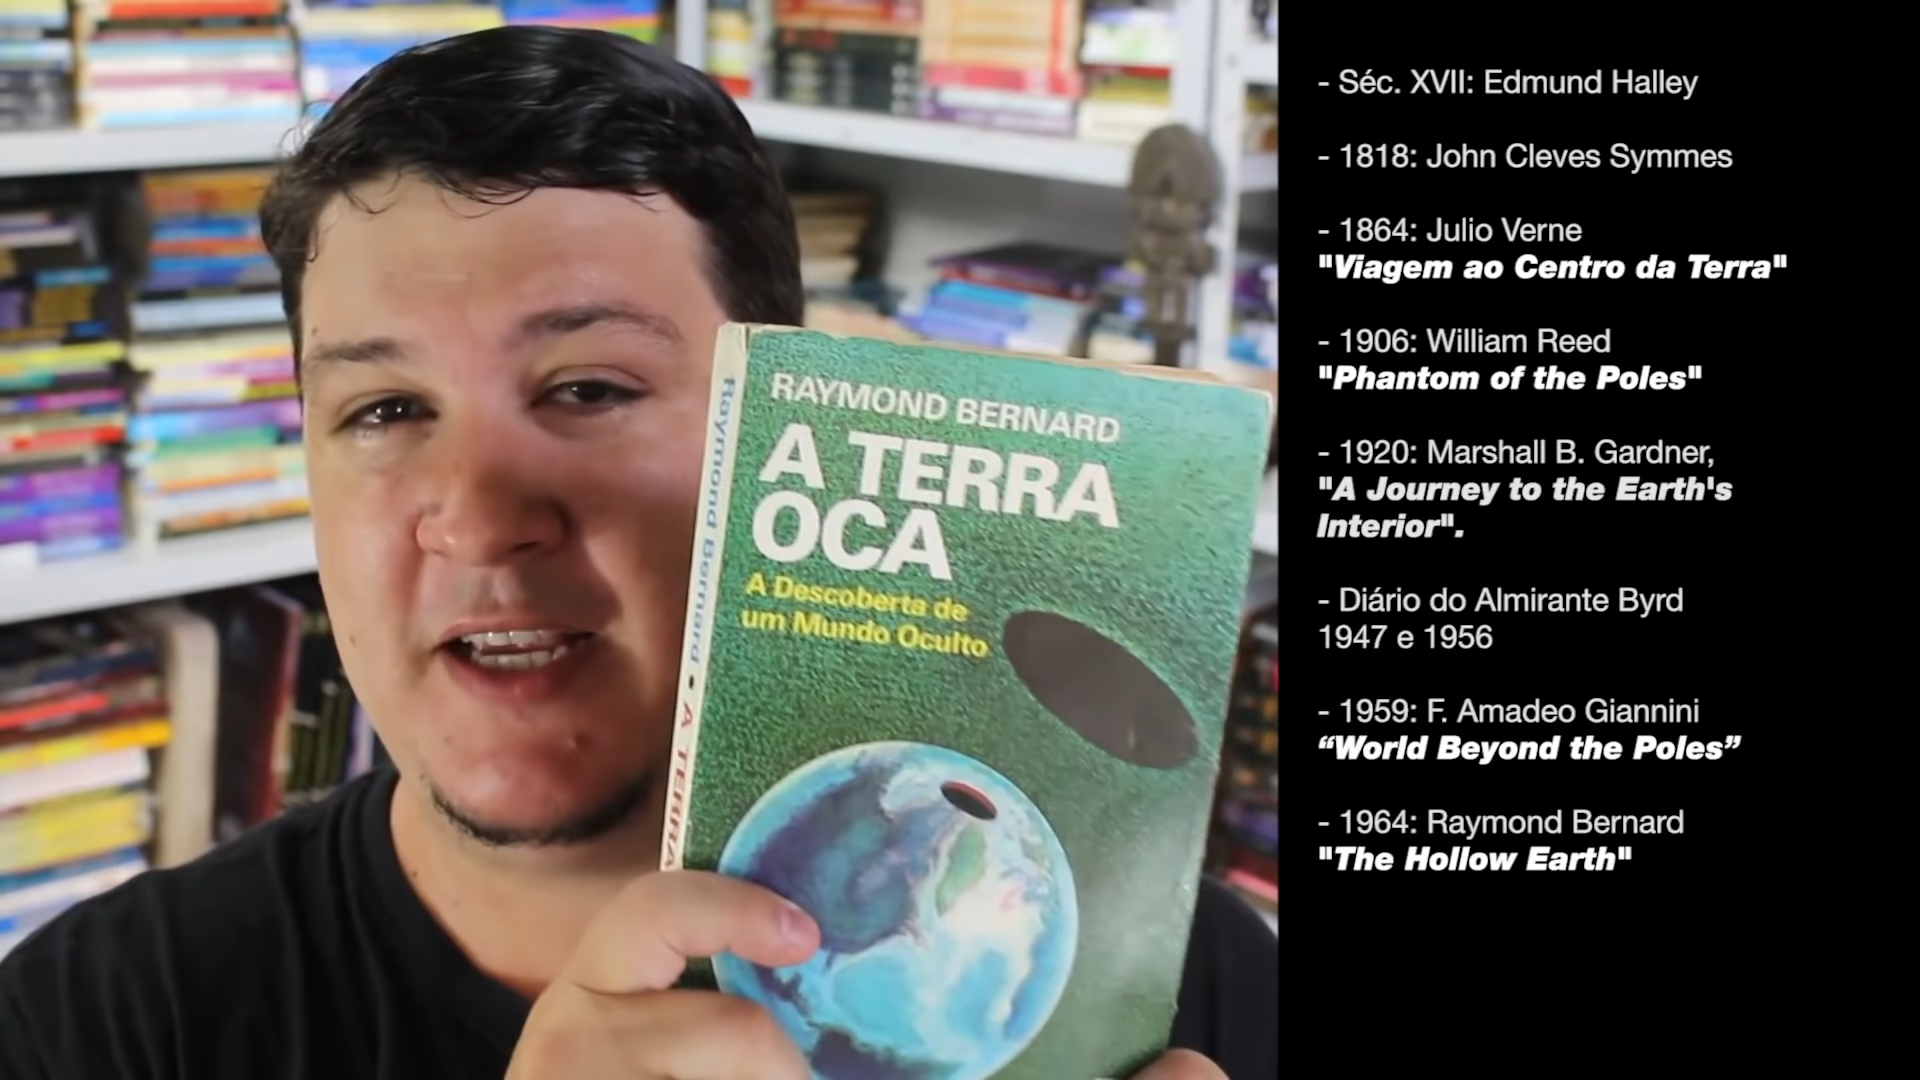 - Séc. XVII: Edmund Halley
- 1818: John Cleves Symmes
- 1864: Julio Verne
"Viagem ao Centro da Terra"
- 1906: William Reed
"Phantom of the Poles"
- 1920: Marshall B. Gardner,
"A Journey to the Earth's
Interior".
- Diário do Almirante Byrd
1947 e 1956
- 1959: F. Amadeo Giannini
“World Beyond the Poles”
- 1964: Raymond Bernard
"The Hollow Earth"
RAYMOND BERNARD
A TERRA
OCA
A Descoberta de
um Mundo Oculto
Raymond Bernard • A TERRA